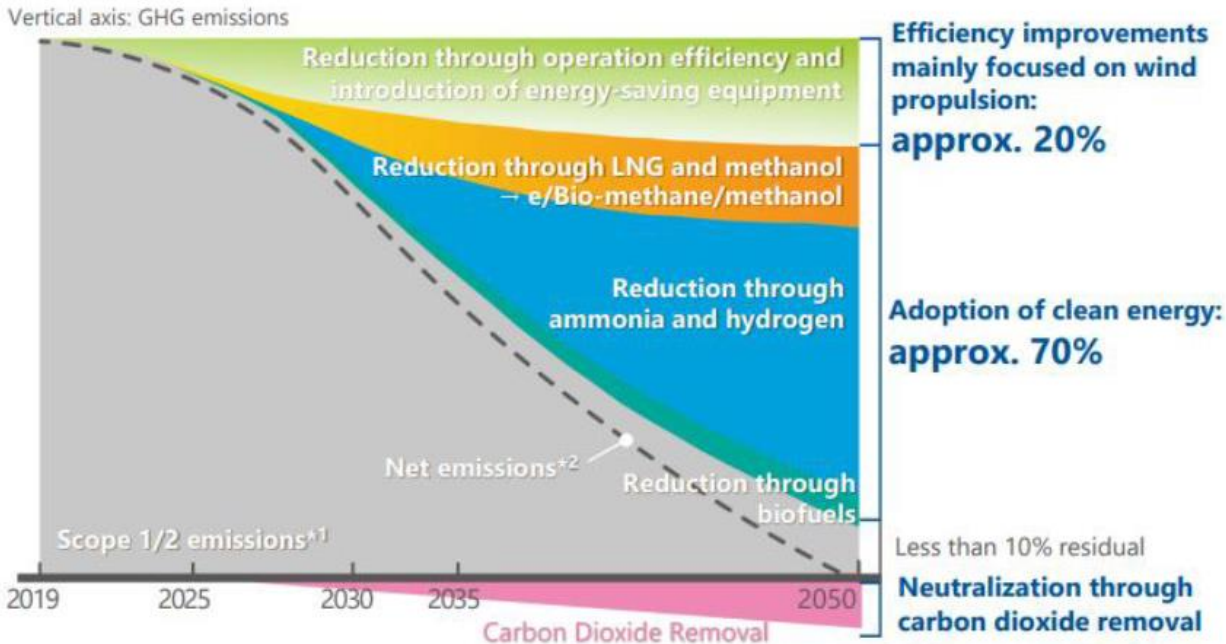 Vertical axis: GHG emissions
Reduction through operation efficiency and
introduction of energy-saving equipment
Reduction through LNG and methanol
→ e/Bio-methane/methanol
Reduction through
ammonia and hydrogen
Net emissions*2
Reduction through
biofuels
Scope 1/2 emissions*1
2019
2025
2030
2035
2050
Carbon Dioxide Removal
Efficiency improvements
mainly focused on wind
propulsion:
approx. 20%
Adoption of clean energy:
approx. 70%
Less than 10% residual
Neutralization through
carbon dioxide removal